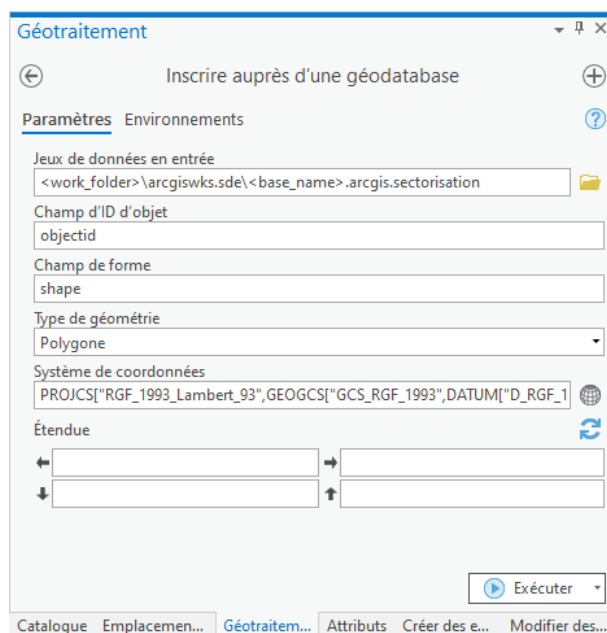 Géotraitement
Inscrire auprès d'une géodatabase
Paramètres Environnements
Jeux de données en entrée
<work_folder>\arcgiswks.sde\<base_name>.arcgis.sectorisation
Champ d'ID d'objet
objectid
Champ de forme
shape
Type de géométrie
Polygone
Système de coordonnées
PROJCS["RGF_1993_Lambert_93",GEOGCS["GCS_RGF_1993",DATUM["D_RGF_1
Étendue
Exécuter
Catalogue Emplacemen... Géotraitem... Attributs Créer des e... Modifier des...